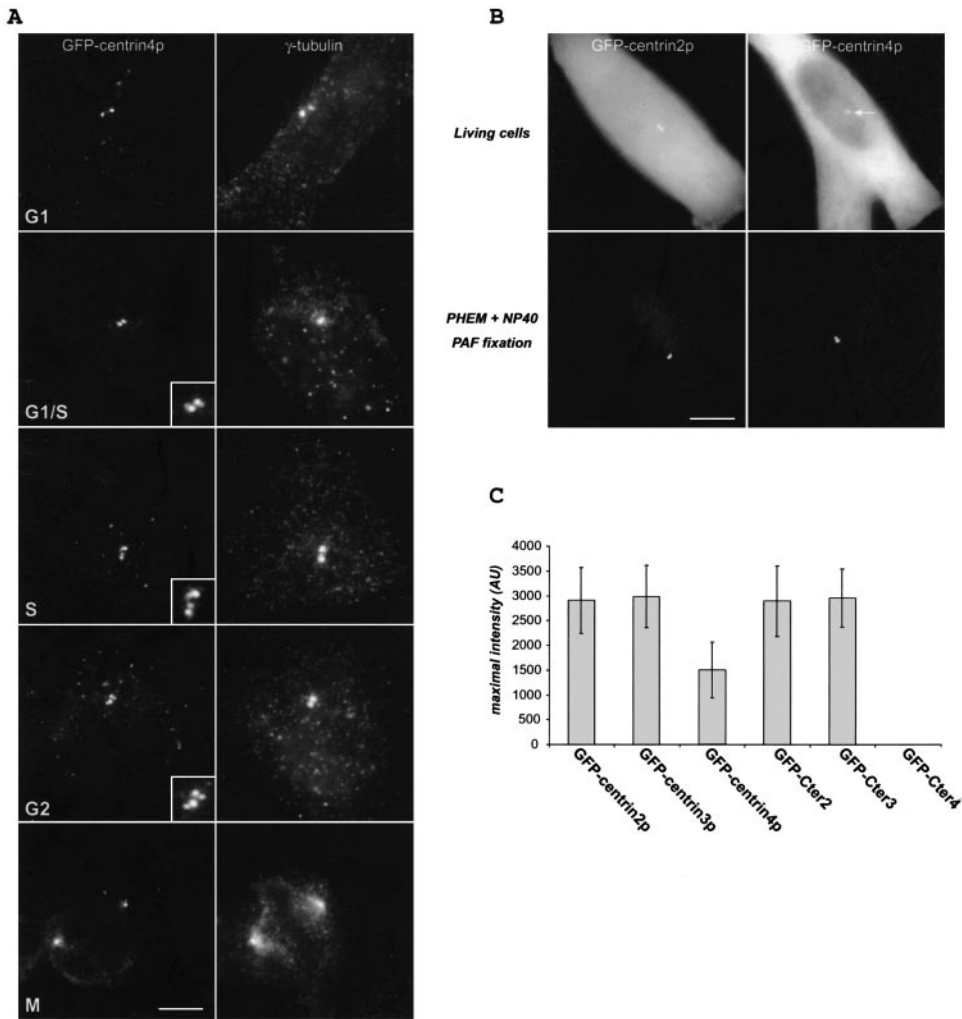 A
GFP-centrin4p
γ-tubulin
G1
G1/S
S
G2
M
B
GFP-centrin2p
GFP-centrin4p
Living cells
PHEM + NP40
PAF fixation
C
maximal intensity (AU)
4000
3500
3000
2500
2000
1500
1000
500
0
GFP-centrin2p
GFP-centrin3p
GFP-centrin4p
GFP-Cter2
GFP-Cter3
GFP-Cter4